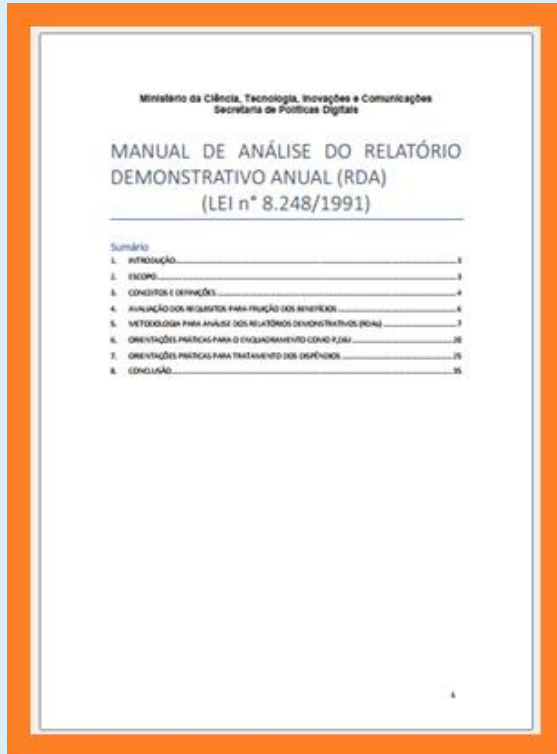 Ministério da Ciência, Tecnologia, Inovações e Comunicações
Secretaria de Políticas Digitais
MANUAL DE ANÁLISE DO RELATÓRIO
DEMONSTRATIVO ANUAL (RDA)
(LEI n° 8.248/1991)
Sumário
1. INTRODUÇÃO
2. ESCOPO
3. CONCEITOS E DEFINIÇÕES
4. AVALIAÇÃO DOS REQUISITOS PARA FRUIÇÃO DOS BENEFÍCIOS
5. METODOLOGIA PARA ANÁLISE DOS RELATÓRIOS DEMONSTRATIVOS (RDAs)
6. ORIENTAÇÕES PRÁTICAS PARA O ENQUADRAMENTO COMO P,D&I
7. ORIENTAÇÕES PRÁTICAS PARA TRATAMENTO DOS DISPÊNDIOS
8. CONCLUSÃO